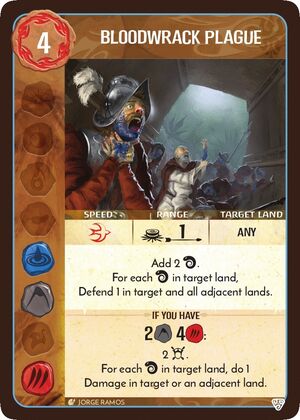 4
BLOODWRACK PLAGUE
SPEED RANGE TARGET LAND
1 ANY
Add 2 .
For each in target land,
Defend 1 in target and all adjacent lands.
IF YOU HAVE
2 4 :
2 .
For each in target land, do 1
Damage in target or an adjacent land.
JORGE RAMOS